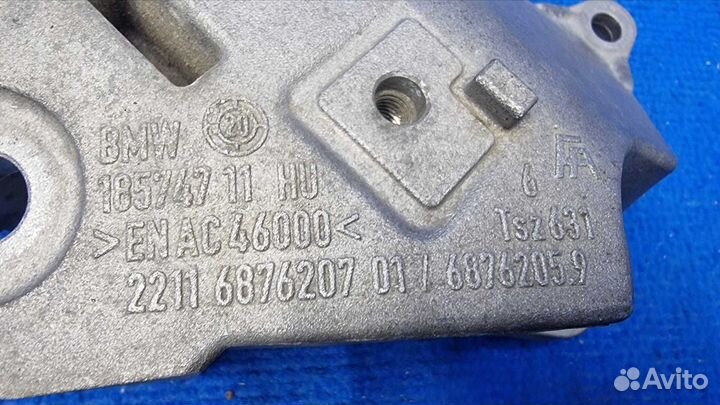 BMW 20
185747 11 HU 6
>EN AC 46000< Tsz631
2211 6876207 01 / 6876205.9
Avito